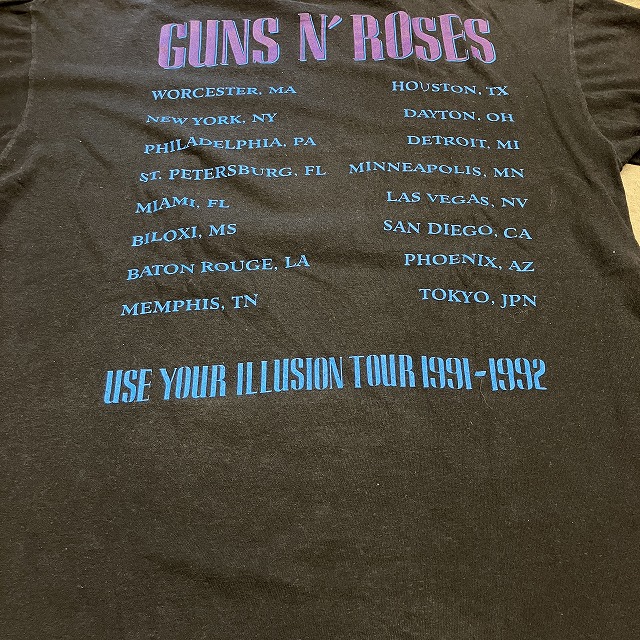 GUNS N' ROSES
WORCESTER, MA
NEW YORK, NY
PHILADELPHIA, PA
ST. PETERSBURG, FL
MIAMI, FL
BILOXI, MS
BATON ROUGE, LA
MEMPHIS, TN
HOUSTON, TX
DAYTON, OH
DETROIT, MI
MINNEAPOLIS, MN
LAS VEGAS, NV
SAN DIEGO, CA
PHOENIX, AZ
TOKYO, JPN
USE YOUR ILLUSION TOUR 1991-1992